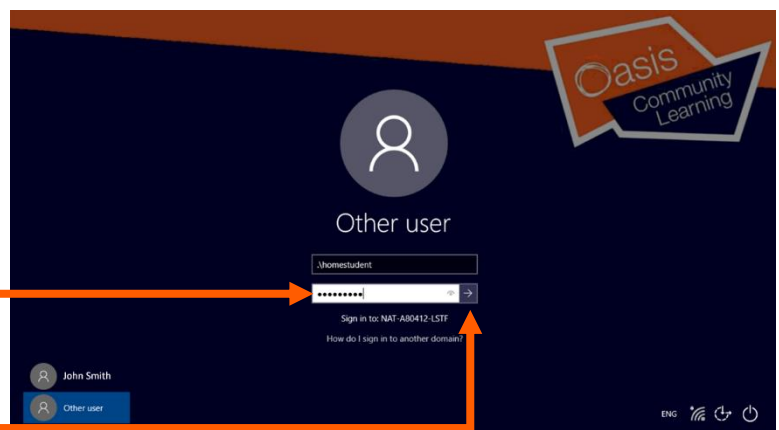 Oasis
Community
Learning
Other user
.\homestudent
•••••••••
Sign in to: NAT-A80412-LSTF
How do I sign in to another domain?
John Smith
Other user
ENG